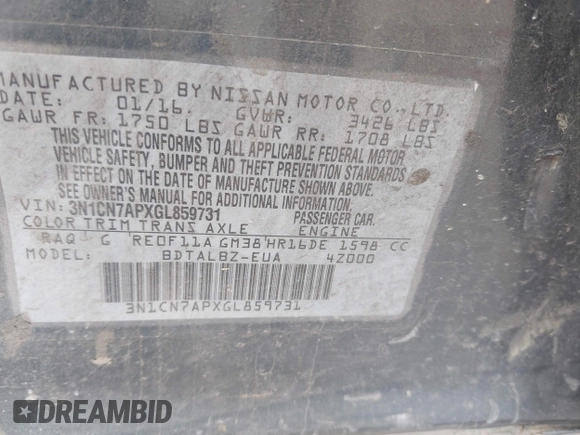 MANUFACTURED BY NISSAN MOTOR CO., LTD.
DATE: 01/16. GVWR: 3426 LBS
GAWR FR: 1750 LBS GAWR RR: 1708 LBS
THIS VEHICLE CONFORMS TO ALL APPLICABLE FEDERAL MOTOR
VEHICLE SAFETY, BUMPER AND THEFT PREVENTION STANDARDS
IN EFFECT ON THE DATE OF MANUFACTURE SHOWN ABOVE.
SEE OWNER'S MANUAL FOR ADDITIONAL INFORMATION.
VIN: 3N1CN7APXGL859731 PASSENGER CAR.
COLOR TRIM TRANS AXLE ENGINE
RAQ G RE0F11A GM38 HR16DE 1598 CC
MODEL: BDTALBZ-EUA 4Z000
3N1CN7APXGL859731
DREAMBID